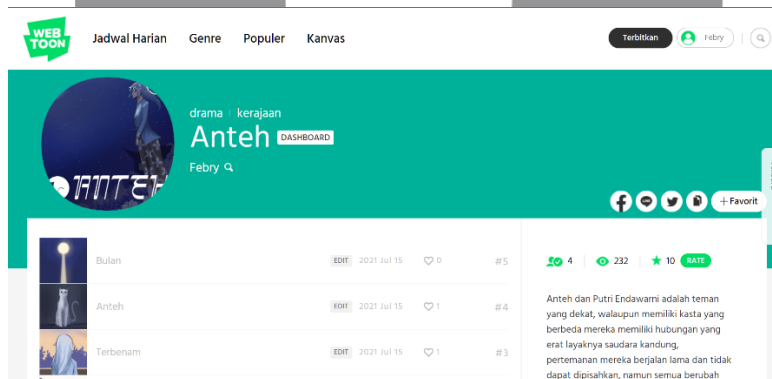 WEB
TOON
Jadwal Harian Genre Populer Kanvas
Terbitkan
Febry
drama kerajaan
Anteh DASHBOARD
Febry
ANTEH
+ Favorit
Bulan EDIT 2021 Jul 15 0 #5
Anteh EDIT 2021 Jul 15 1 #4
Terbenam EDIT 2021 Jul 15 1 #3
4 232 10 RATE
Anteh dan Putri Endawarni adalah teman
yang dekat, walaupun memiliki kasta yang
berbeda mereka memiliki hubungan yang
erat layaknya saudara kandung,
pertemanan mereka berjalan lama dan tidak
dapat dipisahkan, namun semua berubah